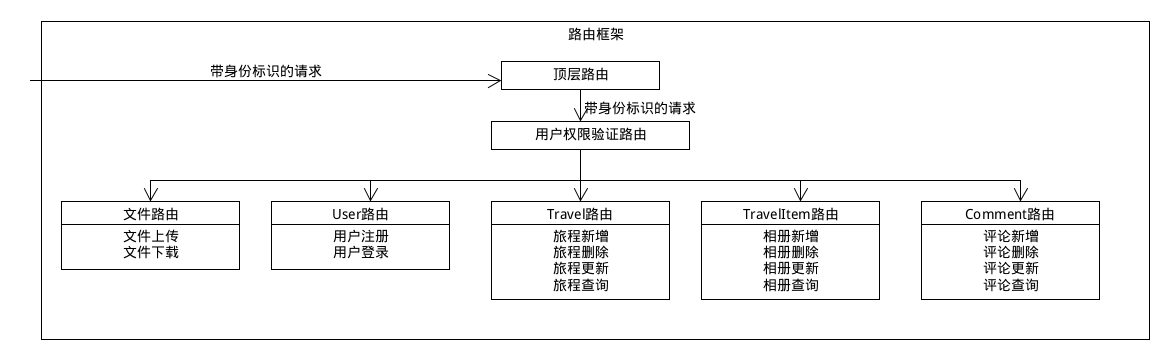 路由框架
带身份标识的请求
顶层路由
带身份标识的请求
用户权限验证路由
文件路由
文件上传
文件下载
User路由
用户注册
用户登录
Travel路由
旅程新增
旅程删除
旅程更新
旅程查询
TravelItem路由
相册新增
相册删除
相册更新
相册查询
Comment路由
评论新增
评论删除
评论更新
评论查询